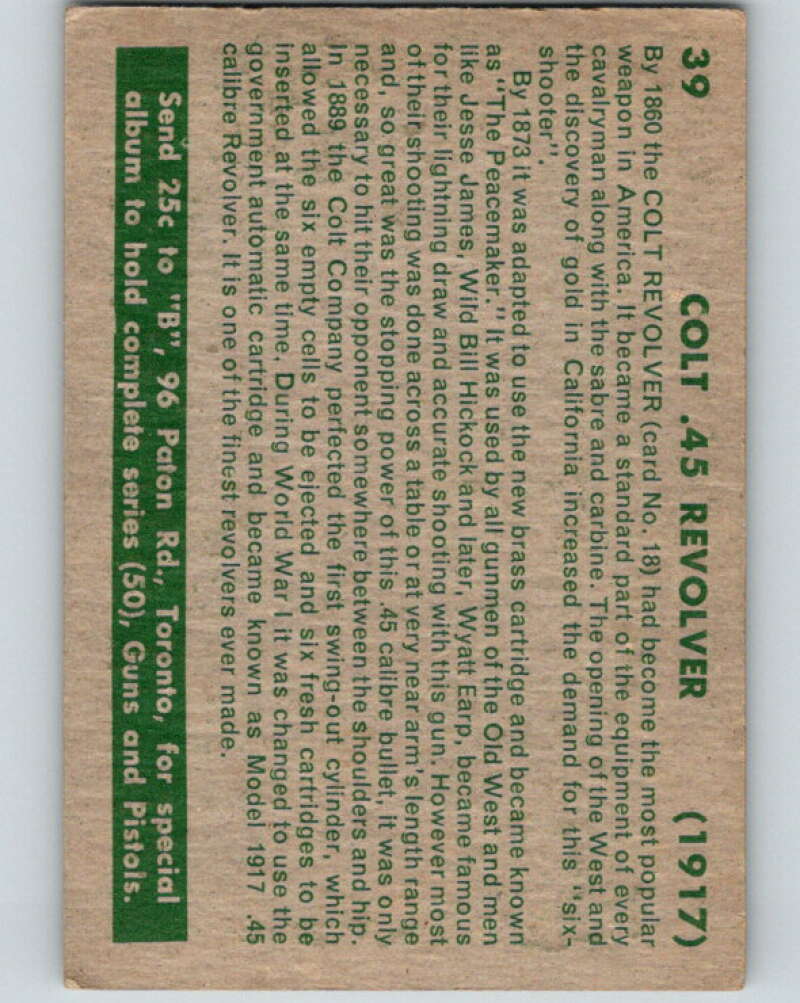 39 COLT .45 REVOLVER (1917)
By 1860 the COLT REVOLVER (card No. 18) had become the most popular
weapon in America. It became a standard part of the equipment of every
cavalryman along with the sabre and carbine. The opening of the West and
the discovery of gold in California increased the demand for this "six-
shooter".
By 1873 it was adapted to use the new brass cartridge and became known
as "The Peacemaker." It was used by all gunmen of the Old West and men
like Jesse James, Wild Bill Hickock and later, Wyatt Earp, became famous
for their lightning draw and accurate shooting with this gun. However most
of their shooting was done across a table or at very near arm's length range
and, so great was the stopping power of this .45 calibre bullet, it was only
necessary to hit their opponent somewhere between the shoulders and hip.
In 1889 the Colt Company perfected the first swing-out cylinder, which
allowed the six empty cells to be ejected and six fresh cartridges to be
inserted at the same time. During World War I it was changed to use the
government automatic cartridge and became known as Model 1917 .45
calibre Revolver. It is one of the finest revolvers ever made.
Send 25c to "B", 96 Paton Rd., Toronto, for special
album to hold complete series (50), Guns and Pistols.